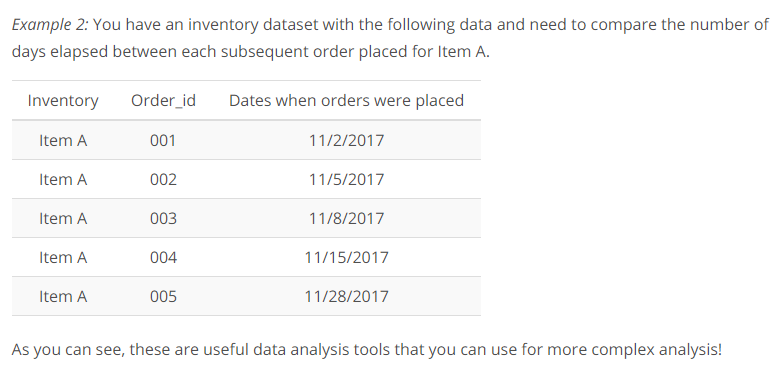 Example 2: You have an inventory dataset with the following data and need to compare the number of
days elapsed between each subsequent order placed for Item A.
Inventory Order_id Dates when orders were placed
Item A 001 11/2/2017
Item A 002 11/5/2017
Item A 003 11/8/2017
Item A 004 11/15/2017
Item A 005 11/28/2017
As you can see, these are useful data analysis tools that you can use for more complex analysis!